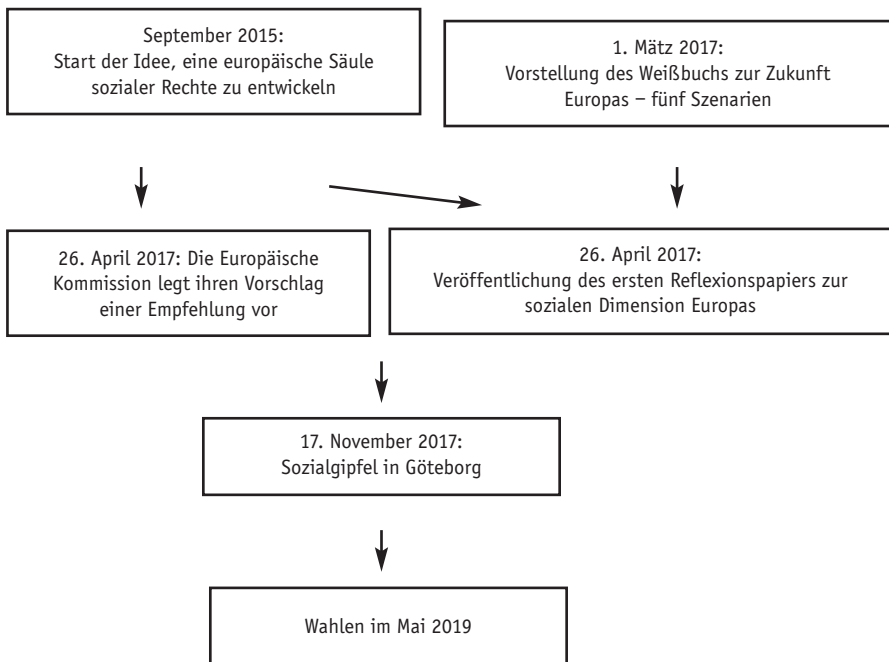 September 2015:
Start der Idee, eine europäische Säule
sozialer Rechte zu entwickeln
1. Mätz 2017:
Vorstellung des Weißbuchs zur Zukunft
Europas – fünf Szenarien
26. April 2017: Die Europäische
Kommission legt ihren Vorschlag
einer Empfehlung vor
26. April 2017:
Veröffentlichung des ersten Reflexionspapiers zur
sozialen Dimension Europas
17. November 2017:
Sozialgipfel in Göteborg
Wahlen im Mai 2019